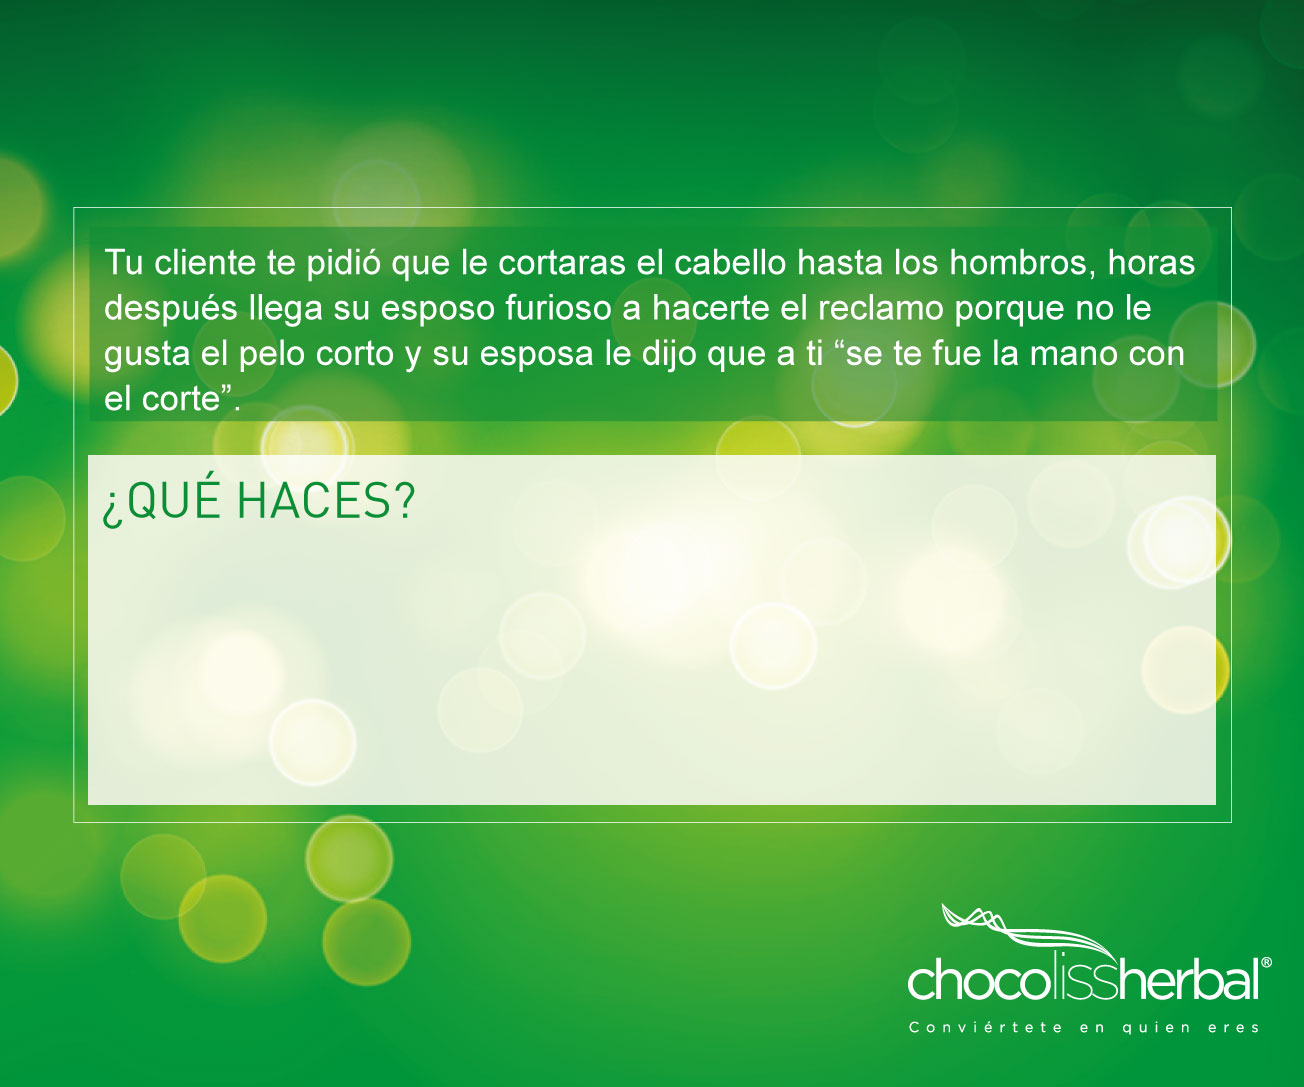 Tu cliente te pidió que le cortaras el cabello hasta los hombros, horas
después llega su esposo furioso a hacerte el reclamo porque no le
gusta el pelo corto y su esposa le dijo que a ti “se te fue la mano con
el corte”.
¿QUÉ HACES?
chocolissherbal®
Conviértete en quien eres